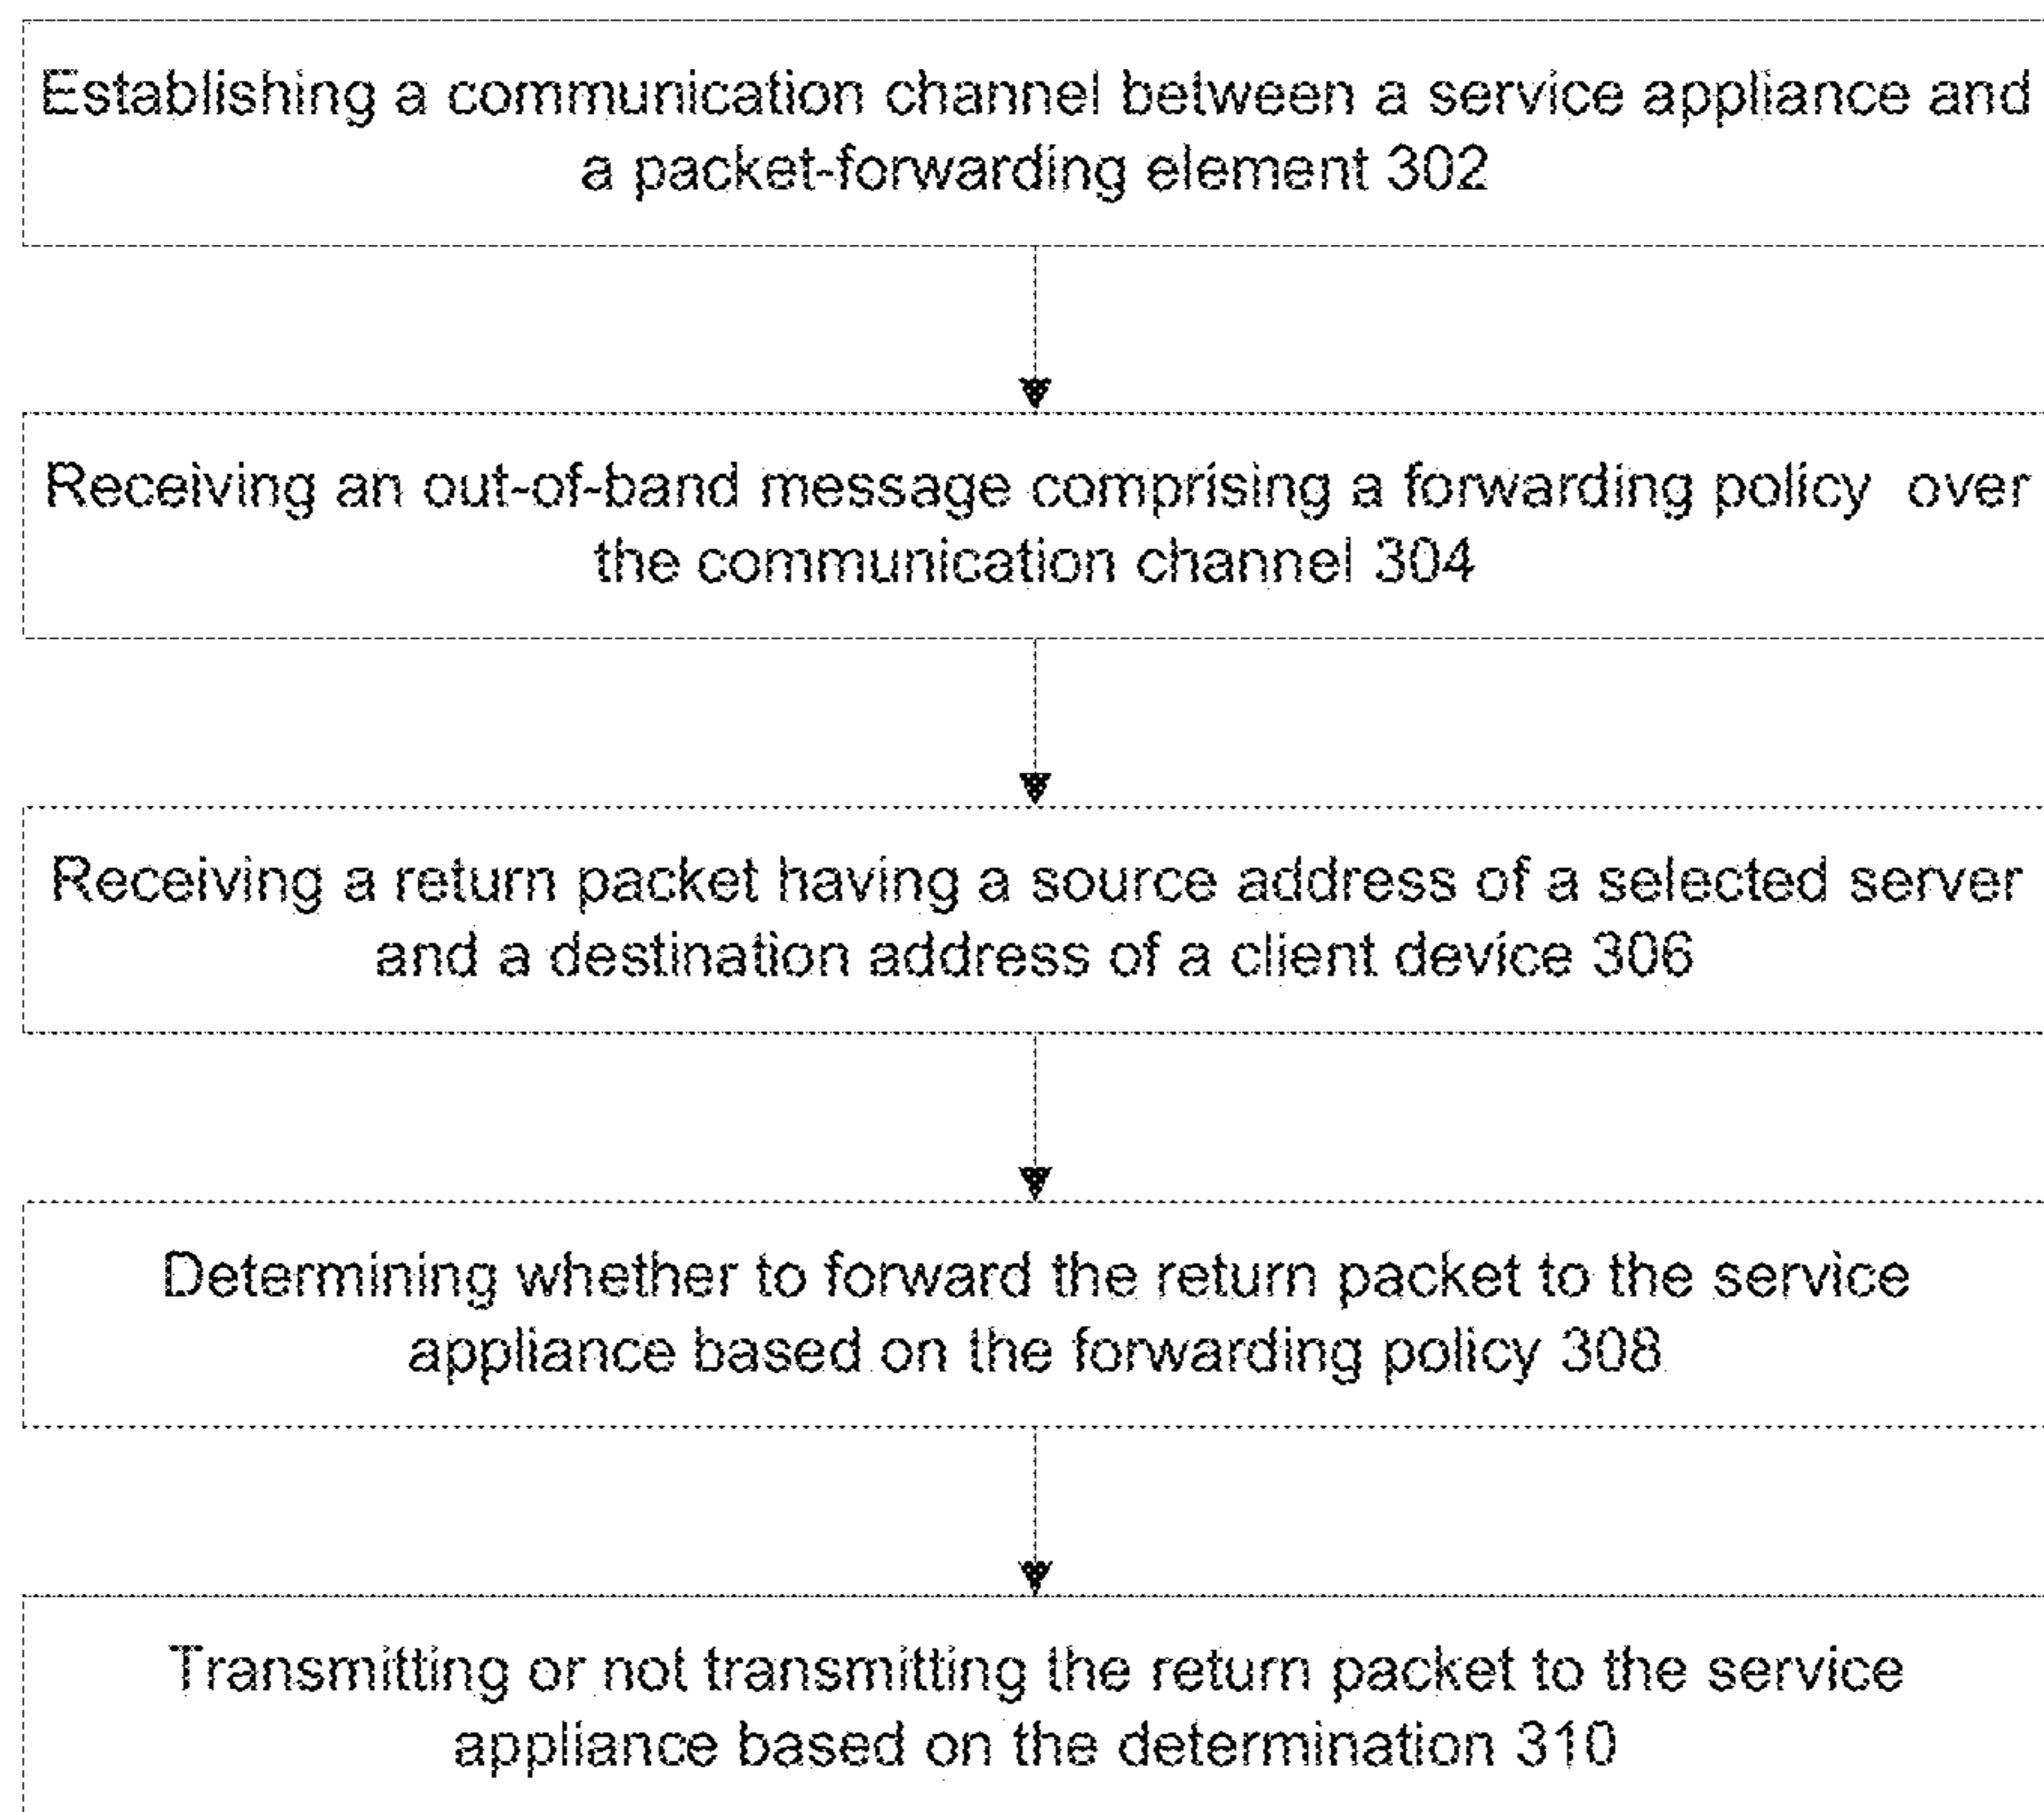 Establishing a communication channel between a service appliance and
a packet-forwarding element 302
Receiving an out-of-band message comprising a forwarding policy over
the communication channel 304
Receiving a return packet having a source address of a selected server
and a destination address of a client device 306
Determining whether to forward the return packet to the service
appliance based on the forwarding policy 308
Transmitting or not transmitting the return packet to the service
appliance based on the determination 310